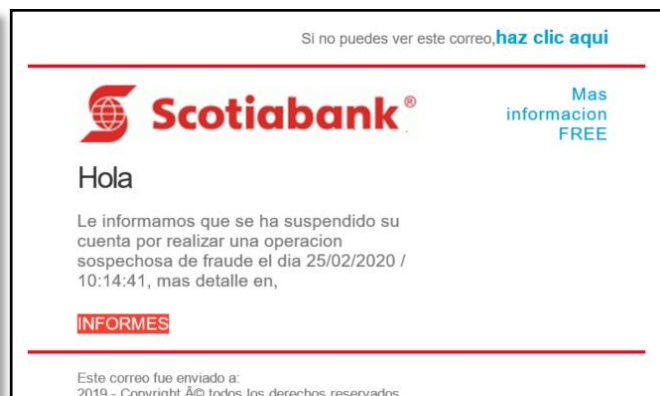 Si no puedes ver este correo,haz clic aqui
Scotiabank®
Mas
informacion
FREE
Hola
Le informamos que se ha suspendido su
cuenta por realizar una operacion
sospechosa de fraude el dia 25/02/2020 /
10:14:41, mas detalle en,
INFORMES
Este correo fue enviado a:
2019 - Copyright Â© todos los derechos reservados